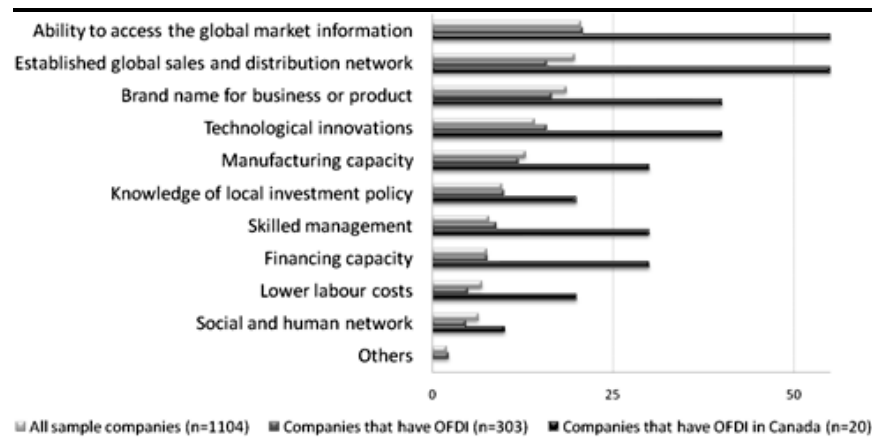 Ability to access the global market information
Established global sales and distribution network
Brand name for business or product
Technological innovations
Manufacturing capacity
Knowledge of local investment policy
Skilled management
Financing capacity
Lower labour costs
Social and human network
Others
0 25 50
All sample companies (n=1104) Companies that have OFDI (n=303) Companies that have OFDI in Canada (n=20)